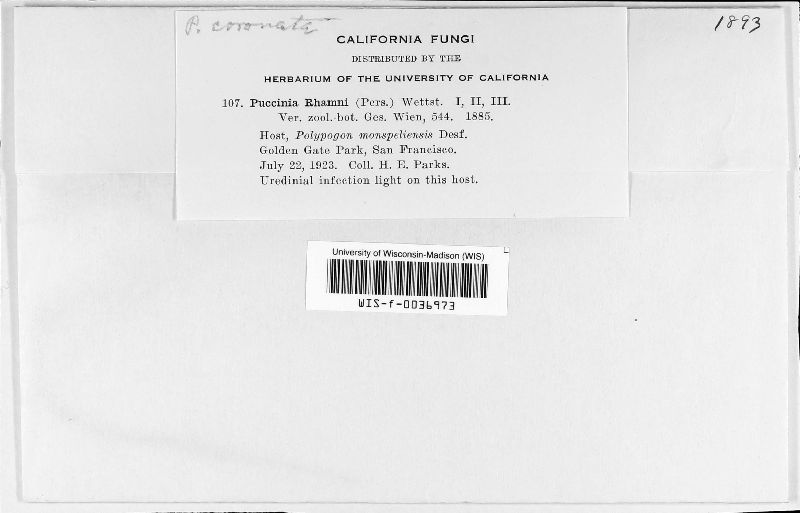 P. coronata
1893
CALIFORNIA FUNGI
DISTRIBUTED BY THE
HERBARIUM OF THE UNIVERSITY OF CALIFORNIA
107. Puccinia Rhamni (Pers.) Wettst. I, II, III.
Ver. zool.-bot. Ges. Wien, 544. 1885.
Host, Polypogon monspeliensis Desf.
Golden Gate Park, San Francisco.
July 22, 1923. Coll. H. E. Parks.
Uredinial infection light on this host.
University of Wisconsin-Madison (WIS)
WIS-f-0036973